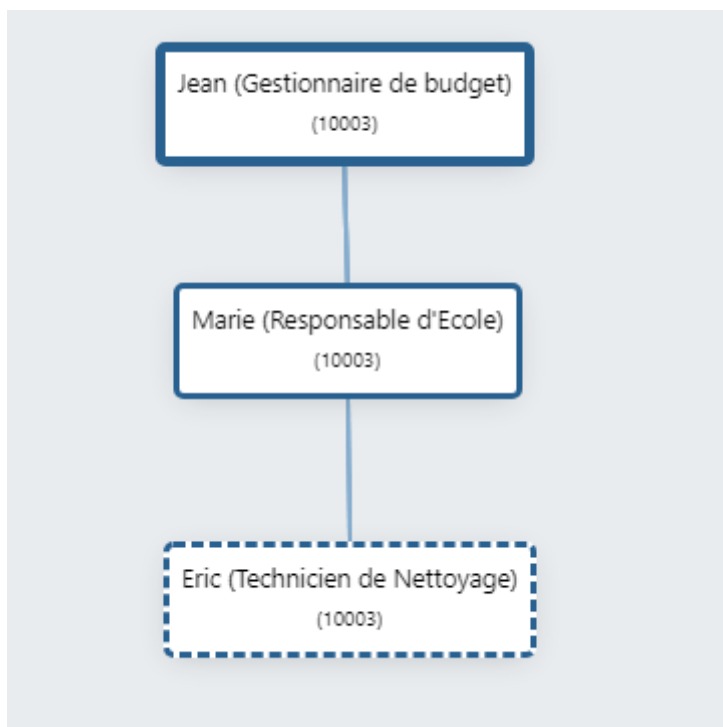 Jean (Gestionnaire de budget)
(10003)
Marie (Responsable d'Ecole)
(10003)
Eric (Technicien de Nettoyage)
(10003)